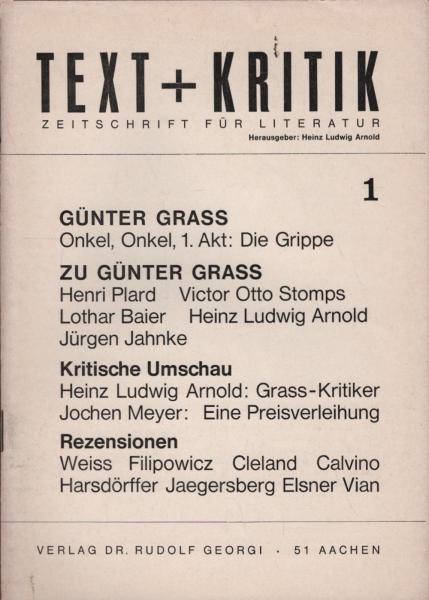 TEXT + KRITIK
ZEITSCHRIFT FÜR LITERATUR
Herausgeber: Heinz Ludwig Arnold
1
GÜNTER GRASS
Onkel, Onkel, 1. Akt: Die Grippe
ZU GÜNTER GRASS
Henri Plard Victor Otto Stomps
Lothar Baier Heinz Ludwig Arnold
Jürgen Jahnke
Kritische Umschau
Heinz Ludwig Arnold: Grass-Kritiker
Jochen Meyer: Eine Preisverleihung
Rezensionen
Weiss Filipowicz Cleland Calvino
Harsdörffer Jaegersberg Elsner Vian
VERLAG DR. RUDOLF GEORGI · 51 AACHEN